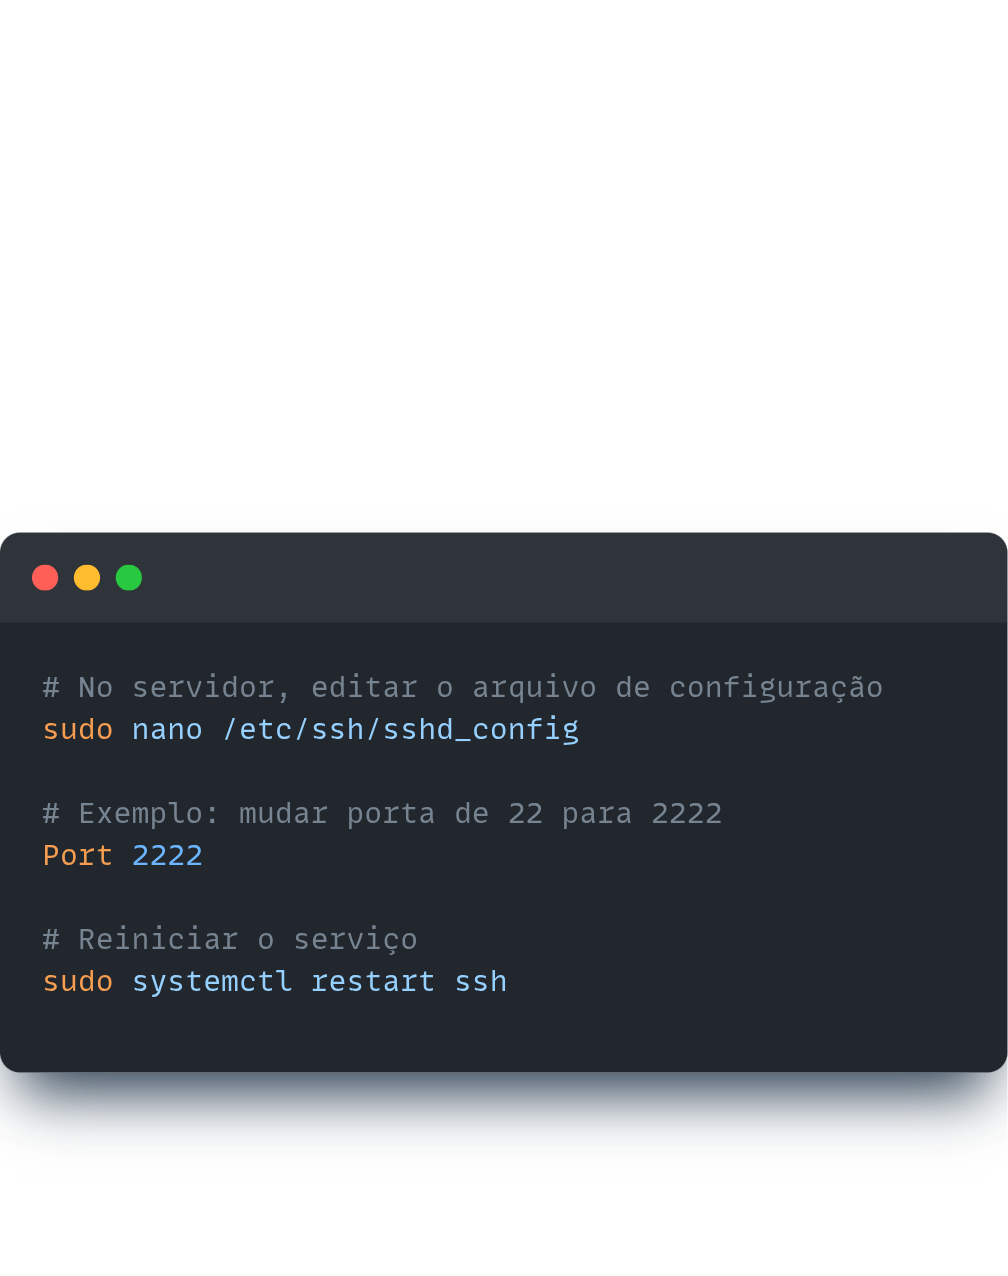 # No servidor, editar o arquivo de configuração
sudo nano /etc/ssh/sshd_config
# Exemplo: mudar porta de 22 para 2222
Port 2222
# Reiniciar o serviço
sudo systemctl restart ssh